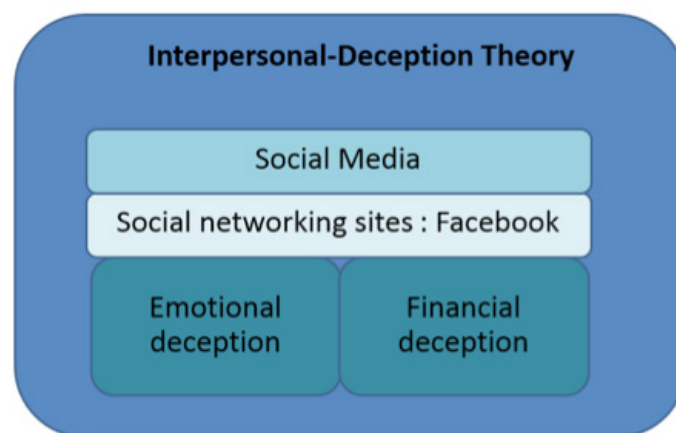 Interpersonal-Deception Theory
Social Media
Social networking sites : Facebook
Emotional
deception
Financial
deception